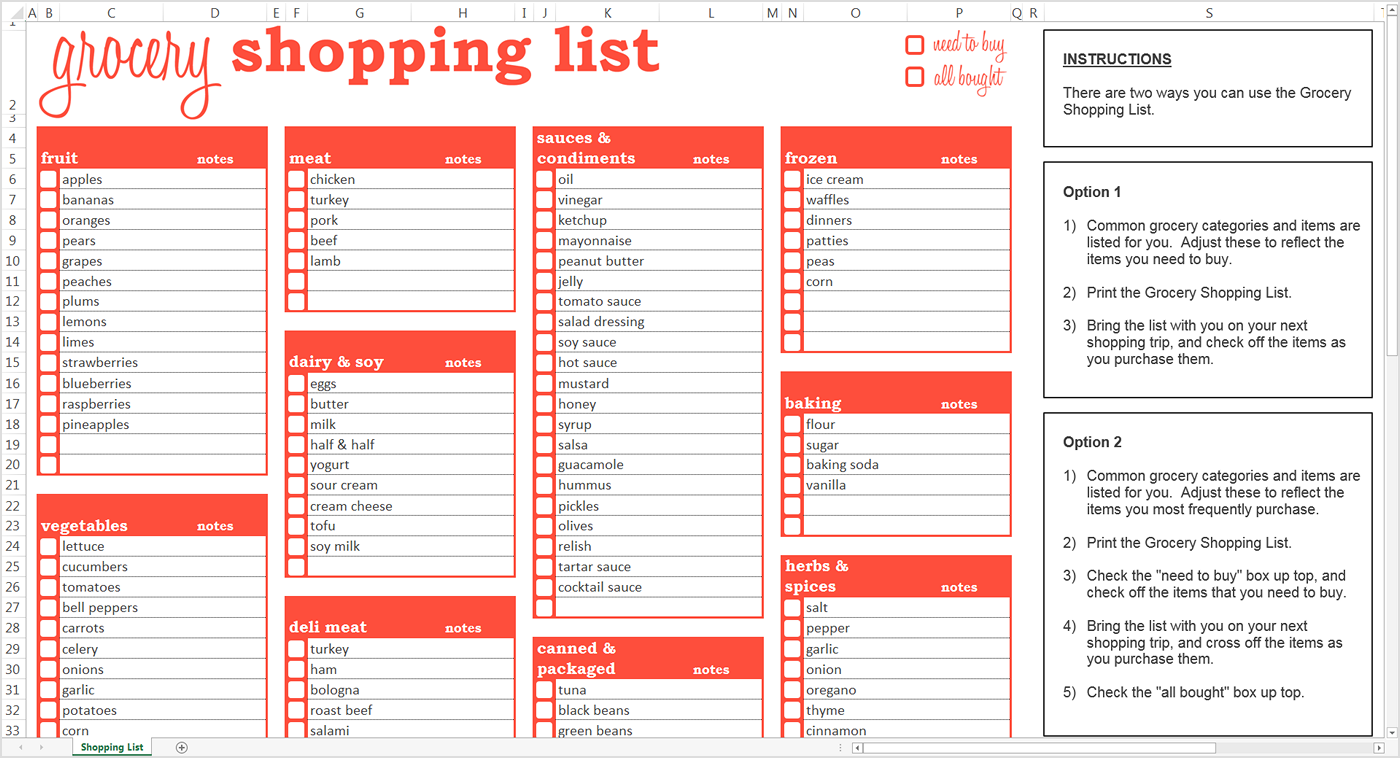 A B C D E F G H I J K L M N O P Q R S
grocery shopping list
need to buy
all bought
1
2
3
4
5
6
7
8
9
10
11
12
13
14
15
16
17
18
19
20
21
22
23
24
25
26
27
28
29
30
31
32
33
fruit notes
apples
bananas
oranges
pears
grapes
peaches
plums
lemons
limes
strawberries
blueberries
raspberries
pineapples
vegetables notes
lettuce
cucumbers
tomatoes
bell peppers
carrots
celery
onions
garlic
potatoes
corn
meat notes
chicken
turkey
pork
beef
lamb
dairy & soy notes
eggs
butter
milk
half & half
yogurt
sour cream
cream cheese
tofu
soy milk
deli meat notes
turkey
ham
bologna
roast beef
salami
sauces &
condiments notes
oil
vinegar
ketchup
mayonnaise
peanut butter
jelly
tomato sauce
salad dressing
soy sauce
hot sauce
mustard
honey
syrup
salsa
guacamole
hummus
pickles
olives
relish
tartar sauce
cocktail sauce
canned &
packaged notes
tuna
black beans
green beans
frozen notes
ice cream
waffles
dinners
patties
peas
corn
baking notes
flour
sugar
baking soda
vanilla
herbs &
spices notes
salt
pepper
garlic
onion
oregano
thyme
cinnamon
INSTRUCTIONS
There are two ways you can use the Grocery
Shopping List.
Option 1
1) Common grocery categories and items are
listed for you. Adjust these to reflect the
items you need to buy.
2) Print the Grocery Shopping List.
3) Bring the list with you on your next
shopping trip, and check off the items as
you purchase them.
Option 2
1) Common grocery categories and items are
listed for you. Adjust these to reflect the
items you most frequently purchase.
2) Print the Grocery Shopping List.
3) Check the "need to buy" box up top, and
check off the items that you need to buy.
4) Bring the list with you on your next
shopping trip, and cross off the items as
you purchase them.
5) Check the "all bought" box up top.
Shopping List